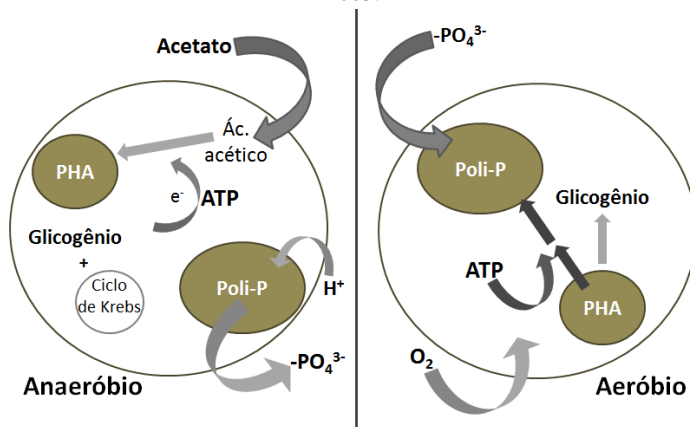 Acetato
Ác.
acético
PHA
e-
ATP
Glicogênio
+
Ciclo
de Krebs
Poli-P
H+
-PO₄³⁻
Anaeróbio
-PO₄³⁻
Poli-P
Glicogênio
ATP
PHA
O₂
Aeróbio